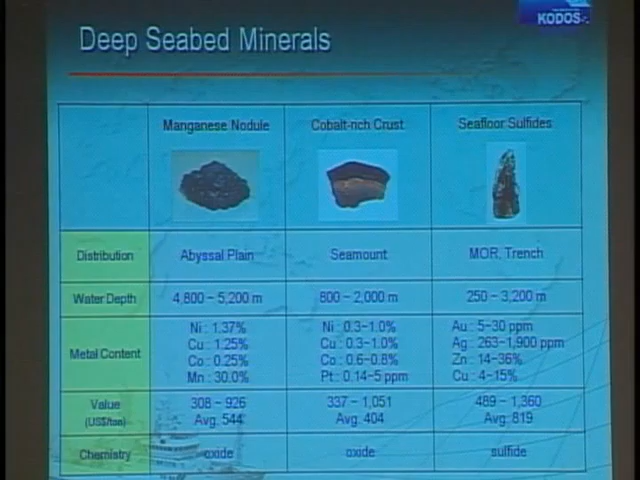 KODOS
Deep Seabed Minerals
Manganese Nodule Cobalt-rich Crust Seafloor Sulfides
Distribution Abyssal Plain Seamount MOR, Trench
Water Depth 4,800 - 5,200 m 800 - 2,000 m 250 - 3,200 m
Metal Content
Ni : 1.37%
Cu : 1.25%
Co : 0.25%
Mn : 30.0%
Ni : 0.3-1.0%
Cu : 0.3-1.0%
Co : 0.6-0.8%
Pt : 0.14-5 ppm
Au : 5-30 ppm
Ag : 263-1,900 ppm
Zn : 14-36%
Cu : 4-15%
Value
(US$/ton)
308 - 926
Avg. 544
337 - 1,051
Avg. 404
489 - 1,360
Avg. 819
Chemistry oxide oxide sulfide